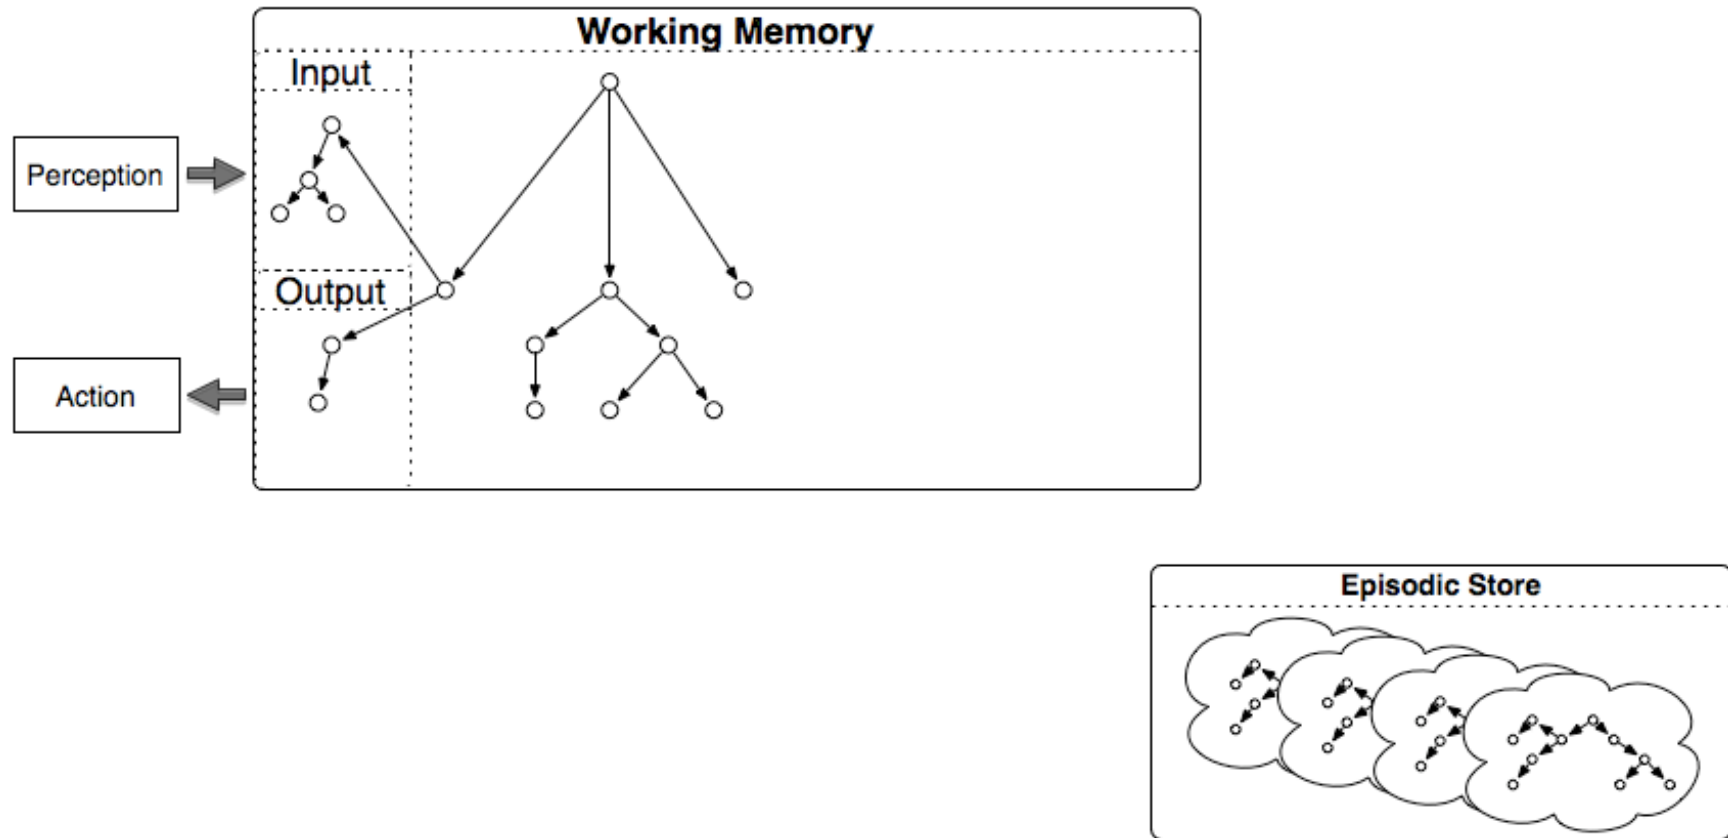 Working Memory
Input
Perception
Output
Action
Episodic Store